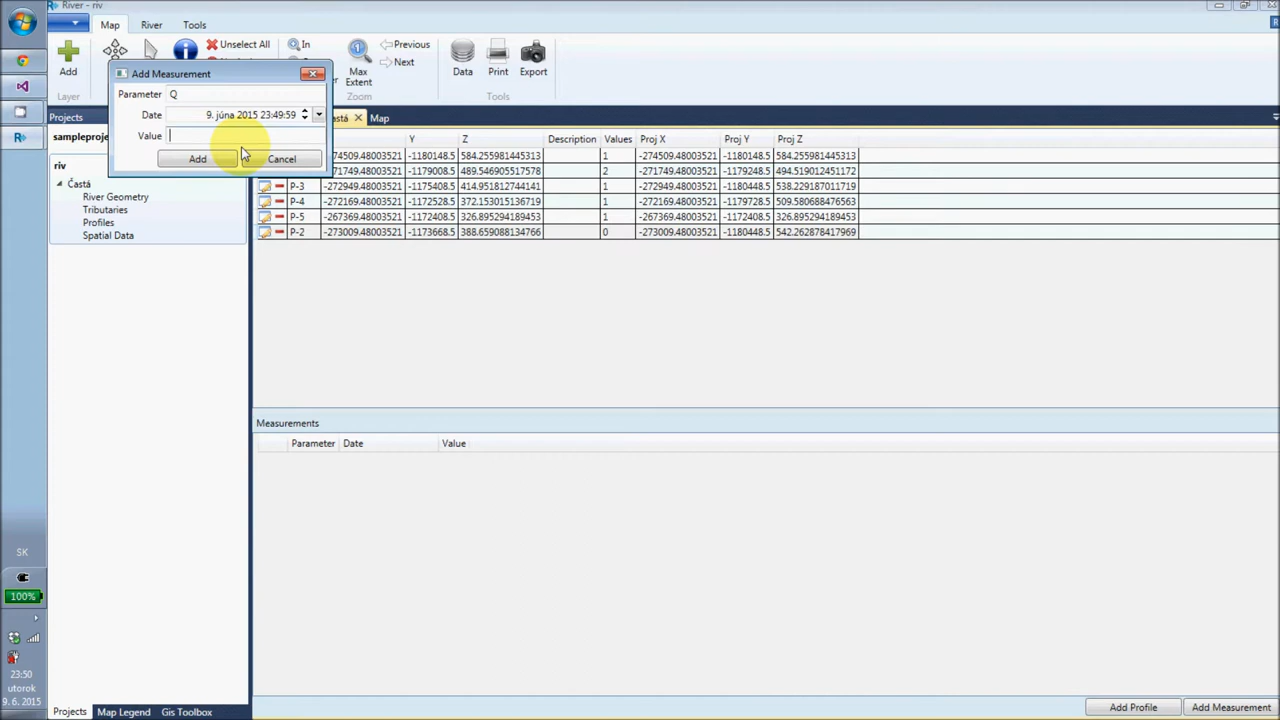 River - riv
Map River Tools
Unselect All In Previous
Next
Add Max Extent Data Print Export
Layer Zoom Tools
Add Measurement
Parameter Q
Date 9. júna 2015 23:49:59
Value
Add Cancel
Projects
sampleproje
riv
Častá
River Geometry
Tributaries
Profiles
Spatial Data
astá Map
Y Z Description Values Proj X Proj Y Proj Z
-274509.48003521 -1180148.5 584.255981445313 1 -274509.48003521 -1180148.5 584.255981445313
-271749.48003521 -1179008.5 489.546905517578 2 -271749.48003521 -1179248.5 494.519012451172
P-3 -272949.48003521 -1175408.5 414.951812744141 1 -272949.48003521 -1180448.5 538.229187011719
P-4 -272169.48003521 -1172408.5 372.153015136719 1 -272169.48003521 -1179728.5 509.580688476563
P-5 -267369.48003521 -1172408.5 326.895294189453 1 -267369.48003521 -1172408.5 326.895294189453
P-2 -273009.48003521 -1173668.5 388.659088134766 0 -273009.48003521 -1180448.5 542.262878417969
Measurements
Parameter Date Value
SK
100%
23:50
utorok
9. 6. 2015
Projects Map Legend Gis Toolbox
Add Profile Add Measurement